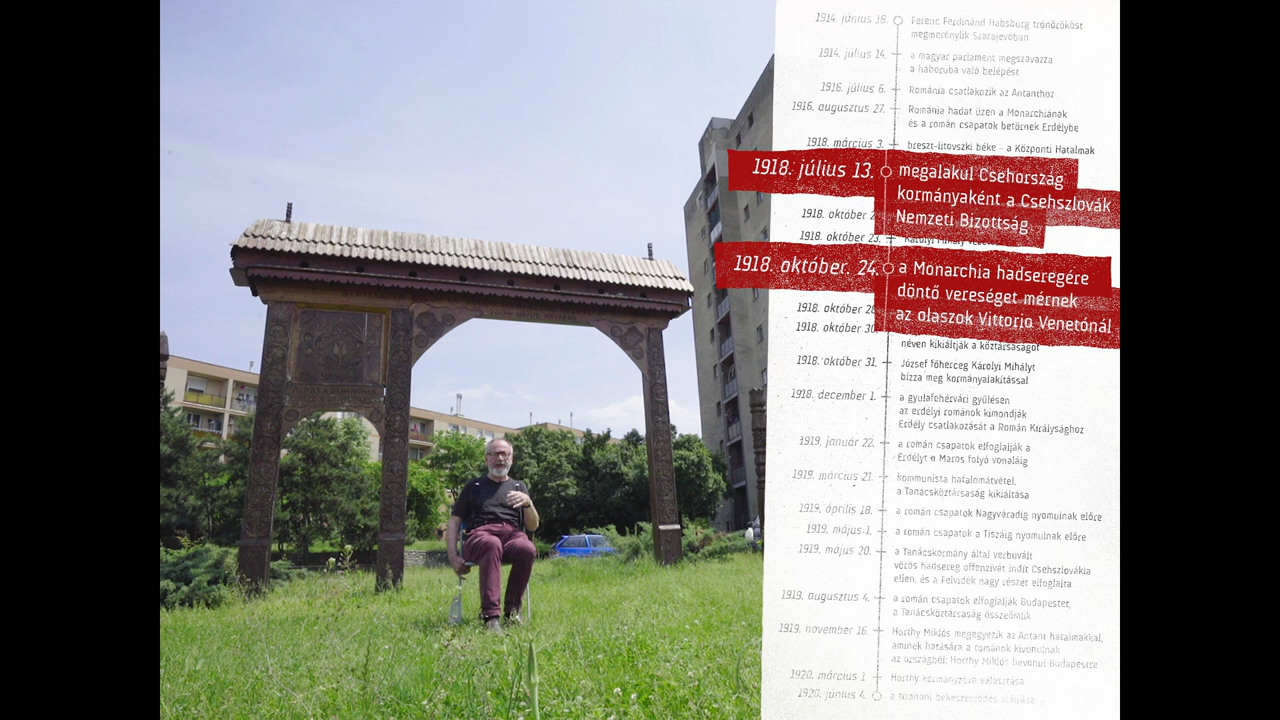 1914. június 18.
Ferenc Ferdinánd Habsburg trónörököst
megmerénylik Szarajevóban
1914. július 14.
a magyar parlament megszavazza
a háborúba való belépést
1916. július 6.
Románia csatlakozik az Antanthoz
1916. augusztus 27.
Románia hadat üzen a Monarchiának
és a román csapatok betörnek Erdélybe
1918. március 3.
breszt-litovszki béke - a Központi Hatalmak
1918. július 13.
megalakul Csehország
kormányaként a Csehszlovák
Nemzeti Bizottság
1918. október
1918. október 23.
Károlyi Mihály
1918. október. 24.
a Monarchia hadseregére
döntő vereséget mérnek
az olaszok Vittorio Venetónál
1918. október 28
1918. október 30
néven kikiáltják a köztársaságot
1918. október 31.
József főherceg Károlyi Mihályt
bízza meg kormányalakítással
1918. december 1.
a gyulafehérvári gyűlésen
az erdélyi románok kimondják
Erdély csatlakozását a Román Királysághoz
1919. január 22.
a román csapatok elfoglalják a
Erdélyt a Maros folyó vonaláig
1919. március 21.
kommunista hatalomátvétel,
a Tanácsköztársaság kikiáltása
1919. április 18.
a román csapatok Nagyváradig nyomulnak előre
1919. május 1.
a román csapatok a Tiszáig nyomulnak előre
1919. május 20.
a Tanácskormány által verbuvált
vörös hadsereg offenzívát indít Csehszlovákia
ellen, és a Felvidék nagy részét elfoglalta
1919. augusztus 4.
a román csapatok elfoglalják Budapestet,
a Tanácsköztársaság összeomlik
1919. november 16.
Horthy Miklós megegyezik az Antant hatalmakkal,
aminek hatására a románok kivonulnak
az országból; Horthy Miklós bevonul Budapestre
1920. március 1.
Horthy kormányzóvá választása
1920. június 4.
a trianoni békeszerződés aláírása